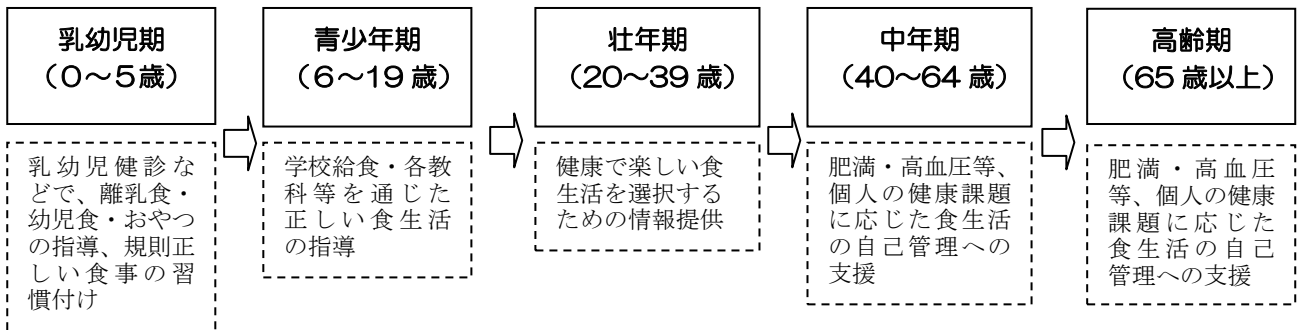 乳幼児期
（0～5歳）
青少年期
（6～19歳）
壮年期
（20～39歳）
中年期
（40～64歳）
高齢期
（65歳以上）
乳幼児健診な
どで、離乳食・
幼児食・おやつ
の指導、規則正
しい食事の習
慣付け
学校給食・各教
科等を通じた
正しい食生活
の指導
健康で楽しい食
生活を選択する
ための情報提供
肥満・高血圧等、
個人の健康課題
に応じた食生活
の自己管理への
支援
肥満・高血圧
等、個人の健康
課題に応じた
食生活の自己
管理への支援